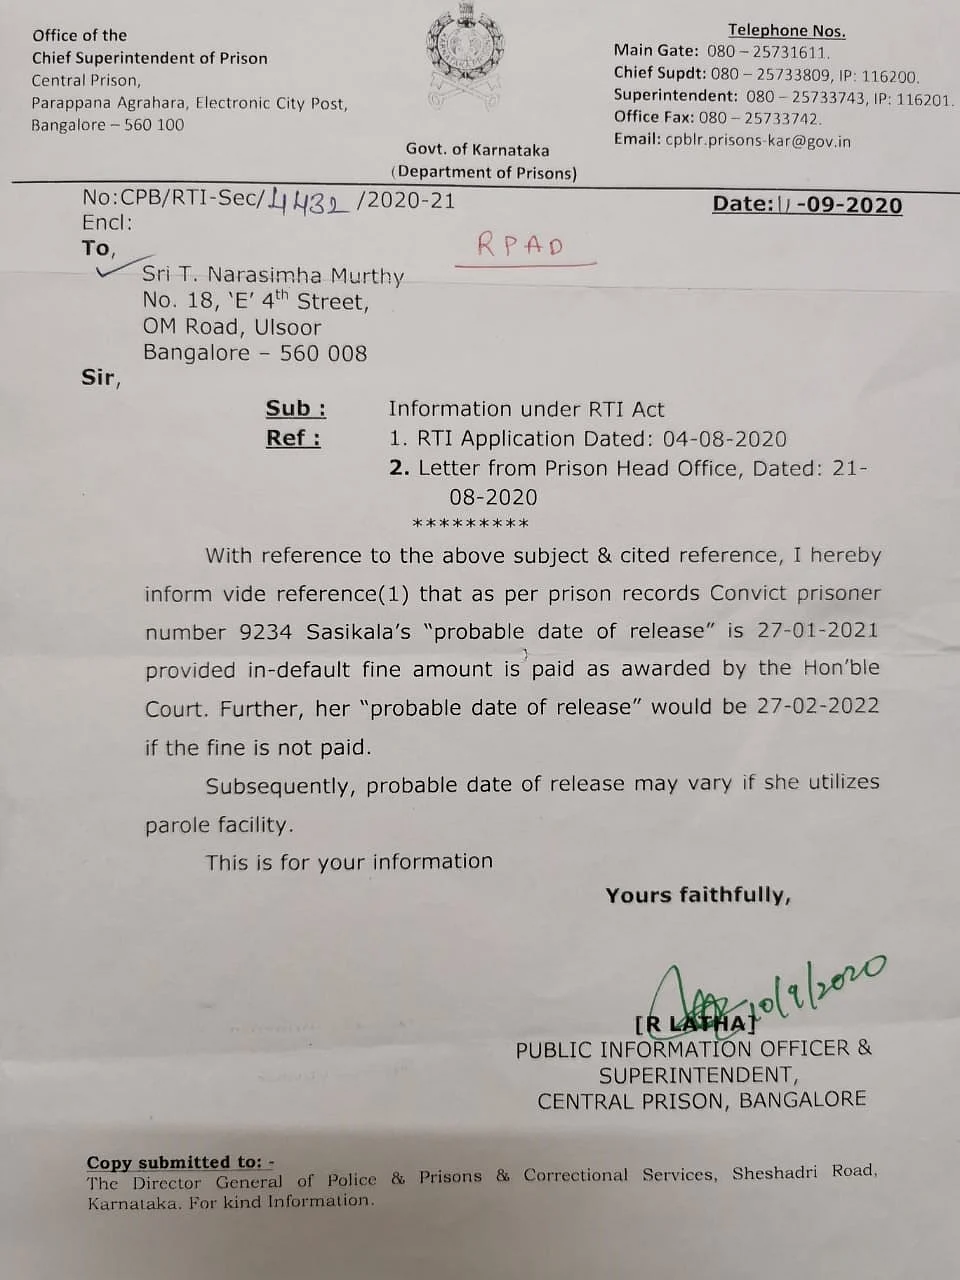 Office of the
Chief Superintendent of Prison
Central Prison,
Parappana Agrahara, Electronic City Post,
Bangalore – 560 100
Govt. of Karnataka
(Department of Prisons)
Telephone Nos.
Main Gate: 080 – 25731611.
Chief Supdt: 080 – 25733809, IP: 116200.
Superintendent: 080 – 25733743, IP: 116201.
Office Fax: 080 – 25733742.
Email: cpblr.prisons-kar@gov.in
No:CPB/RTI-Sec/4432/2020-21
Date:11-09-2020
Encl:
RPAD
To,
Sri T. Narasimha Murthy
No. 18, ‘E’ 4th Street,
OM Road, Ulsoor
Bangalore – 560 008
Sir,
Sub : Information under RTI Act
Ref : 1. RTI Application Dated: 04-08-2020
2. Letter from Prison Head Office, Dated: 21-
08-2020
*********
With reference to the above subject & cited reference, I hereby
inform vide reference(1) that as per prison records Convict prisoner
number 9234 Sasikala’s “probable date of release” is 27-01-2021
provided in-default fine amount is paid as awarded by the Hon’ble
Court. Further, her “probable date of release” would be 27-02-2022
if the fine is not paid.
Subsequently, probable date of release may vary if she utilizes
parole facility.
This is for your information
Yours faithfully,
10/9/2020
[R LATHA]
PUBLIC INFORMATION OFFICER &
SUPERINTENDENT,
CENTRAL PRISON, BANGALORE
Copy submitted to: -
The Director General of Police & Prisons & Correctional Services, Sheshadri Road,
Karnataka. For kind Information.